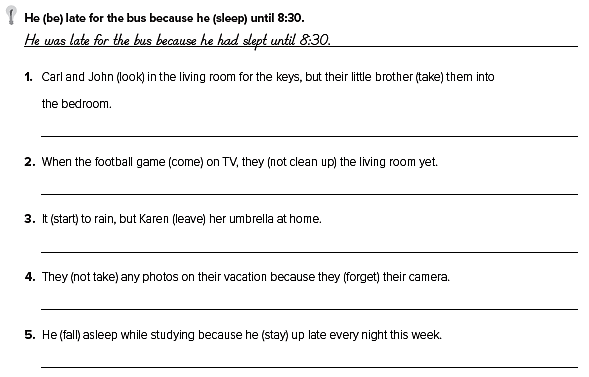 He (be) late for the bus because he (sleep) until 8:30.
He was late for the bus because he had slept until 8:30.
1. Carl and John (look) in the living room for the keys, but their little brother (take) them into
the bedroom.
2. When the football game (come) on TV, they (not clean up) the living room yet.
3. It (start) to rain, but Karen (leave) her umbrella at home.
4. They (not take) any photos on their vacation because they (forget) their camera.
5. He (fall) asleep while studying because he (stay) up late every night this week.